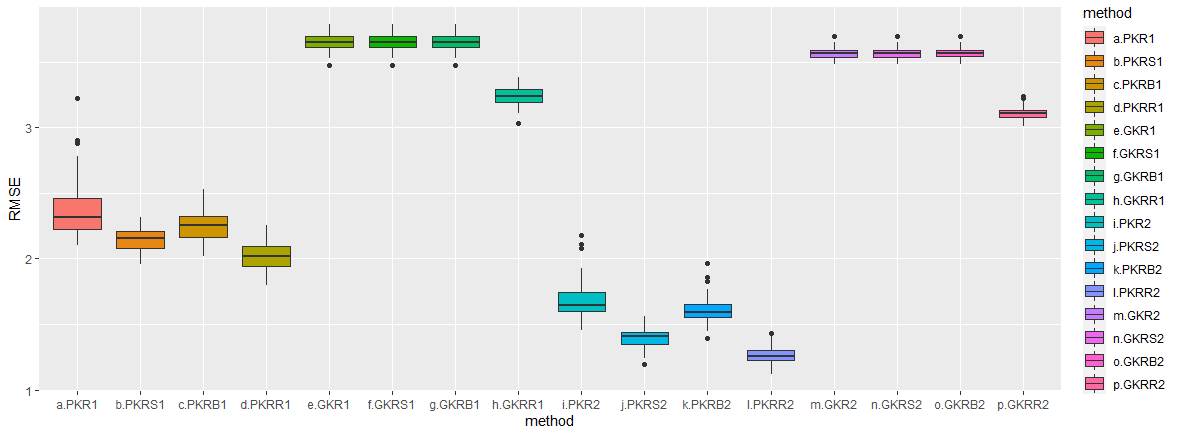 RMSE
3
2
1
a.PKR1 b.PKRS1 c.PKRB1 d.PKRR1 e.GKR1 f.GKRS1 g.GKRB1 h.GKRR1 i.PKR2 j.PKRS2 k.PKRB2 l.PKRR2 m.GKR2 n.GKRS2 o.GKRB2 p.GKRR2
method
method
a.PKR1
b.PKRS1
c.PKRB1
d.PKRR1
e.GKR1
f.GKRS1
g.GKRB1
h.GKRR1
i.PKR2
j.PKRS2
k.PKRB2
l.PKRR2
m.GKR2
n.GKRS2
o.GKRB2
p.GKRR2